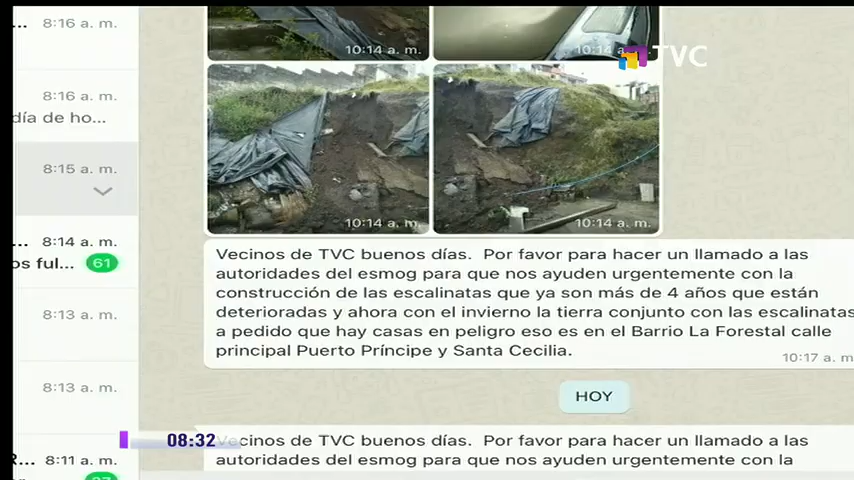 8:16 a. m.
8:16 a. m.
día de ho...
8:15 a. m.
8:14 a. m.
os ful...
61
8:13 a. m.
8:13 a. m.
R...
8:11 a. m.
10:14 a. m.
10:14 a. m.
TVC
10:14 a. m.
10:14 a. m.
Vecinos de TVC buenos días. Por favor para hacer un llamado a las
autoridades del esmog para que nos ayuden urgentemente con la
construcción de las escalinatas que ya son más de 4 años que están
deterioradas y ahora con el invierno la tierra conjunto con las escalinatas
a pedido que hay casas en peligro eso es en el Barrio La Forestal calle
principal Puerto Príncipe y Santa Cecilia.
10:17 a. m
HOY
08:32
Vecinos de TVC buenos días. Por favor para hacer un llamado a las
autoridades del esmog para que nos ayuden urgentemente con la